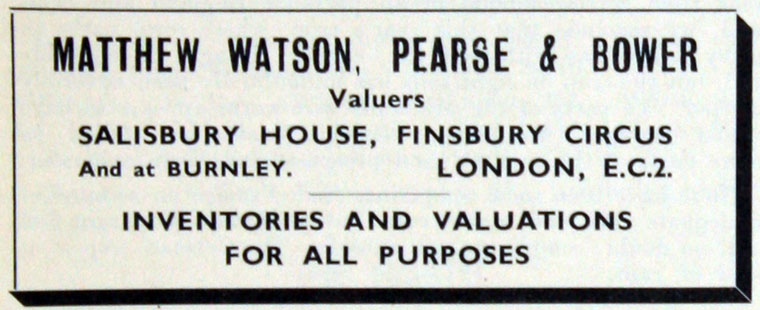 MATTHEW WATSON, PEARSE & BOWER
Valuers
SALISBURY HOUSE, FINSBURY CIRCUS
And at BURNLEY. LONDON, E.C.2.
INVENTORIES AND VALUATIONS
FOR ALL PURPOSES